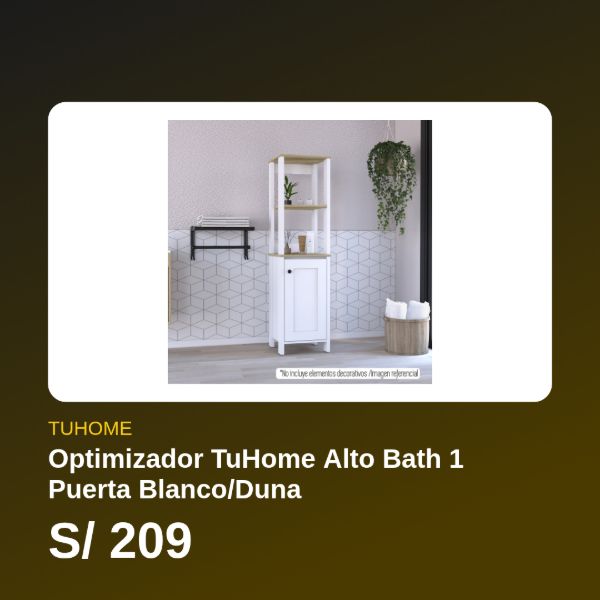 *No incluye elementos decorativos /Imagen referencial
TUHOME
Optimizador TuHome Alto Bath 1
Puerta Blanco/Duna
S/ 209